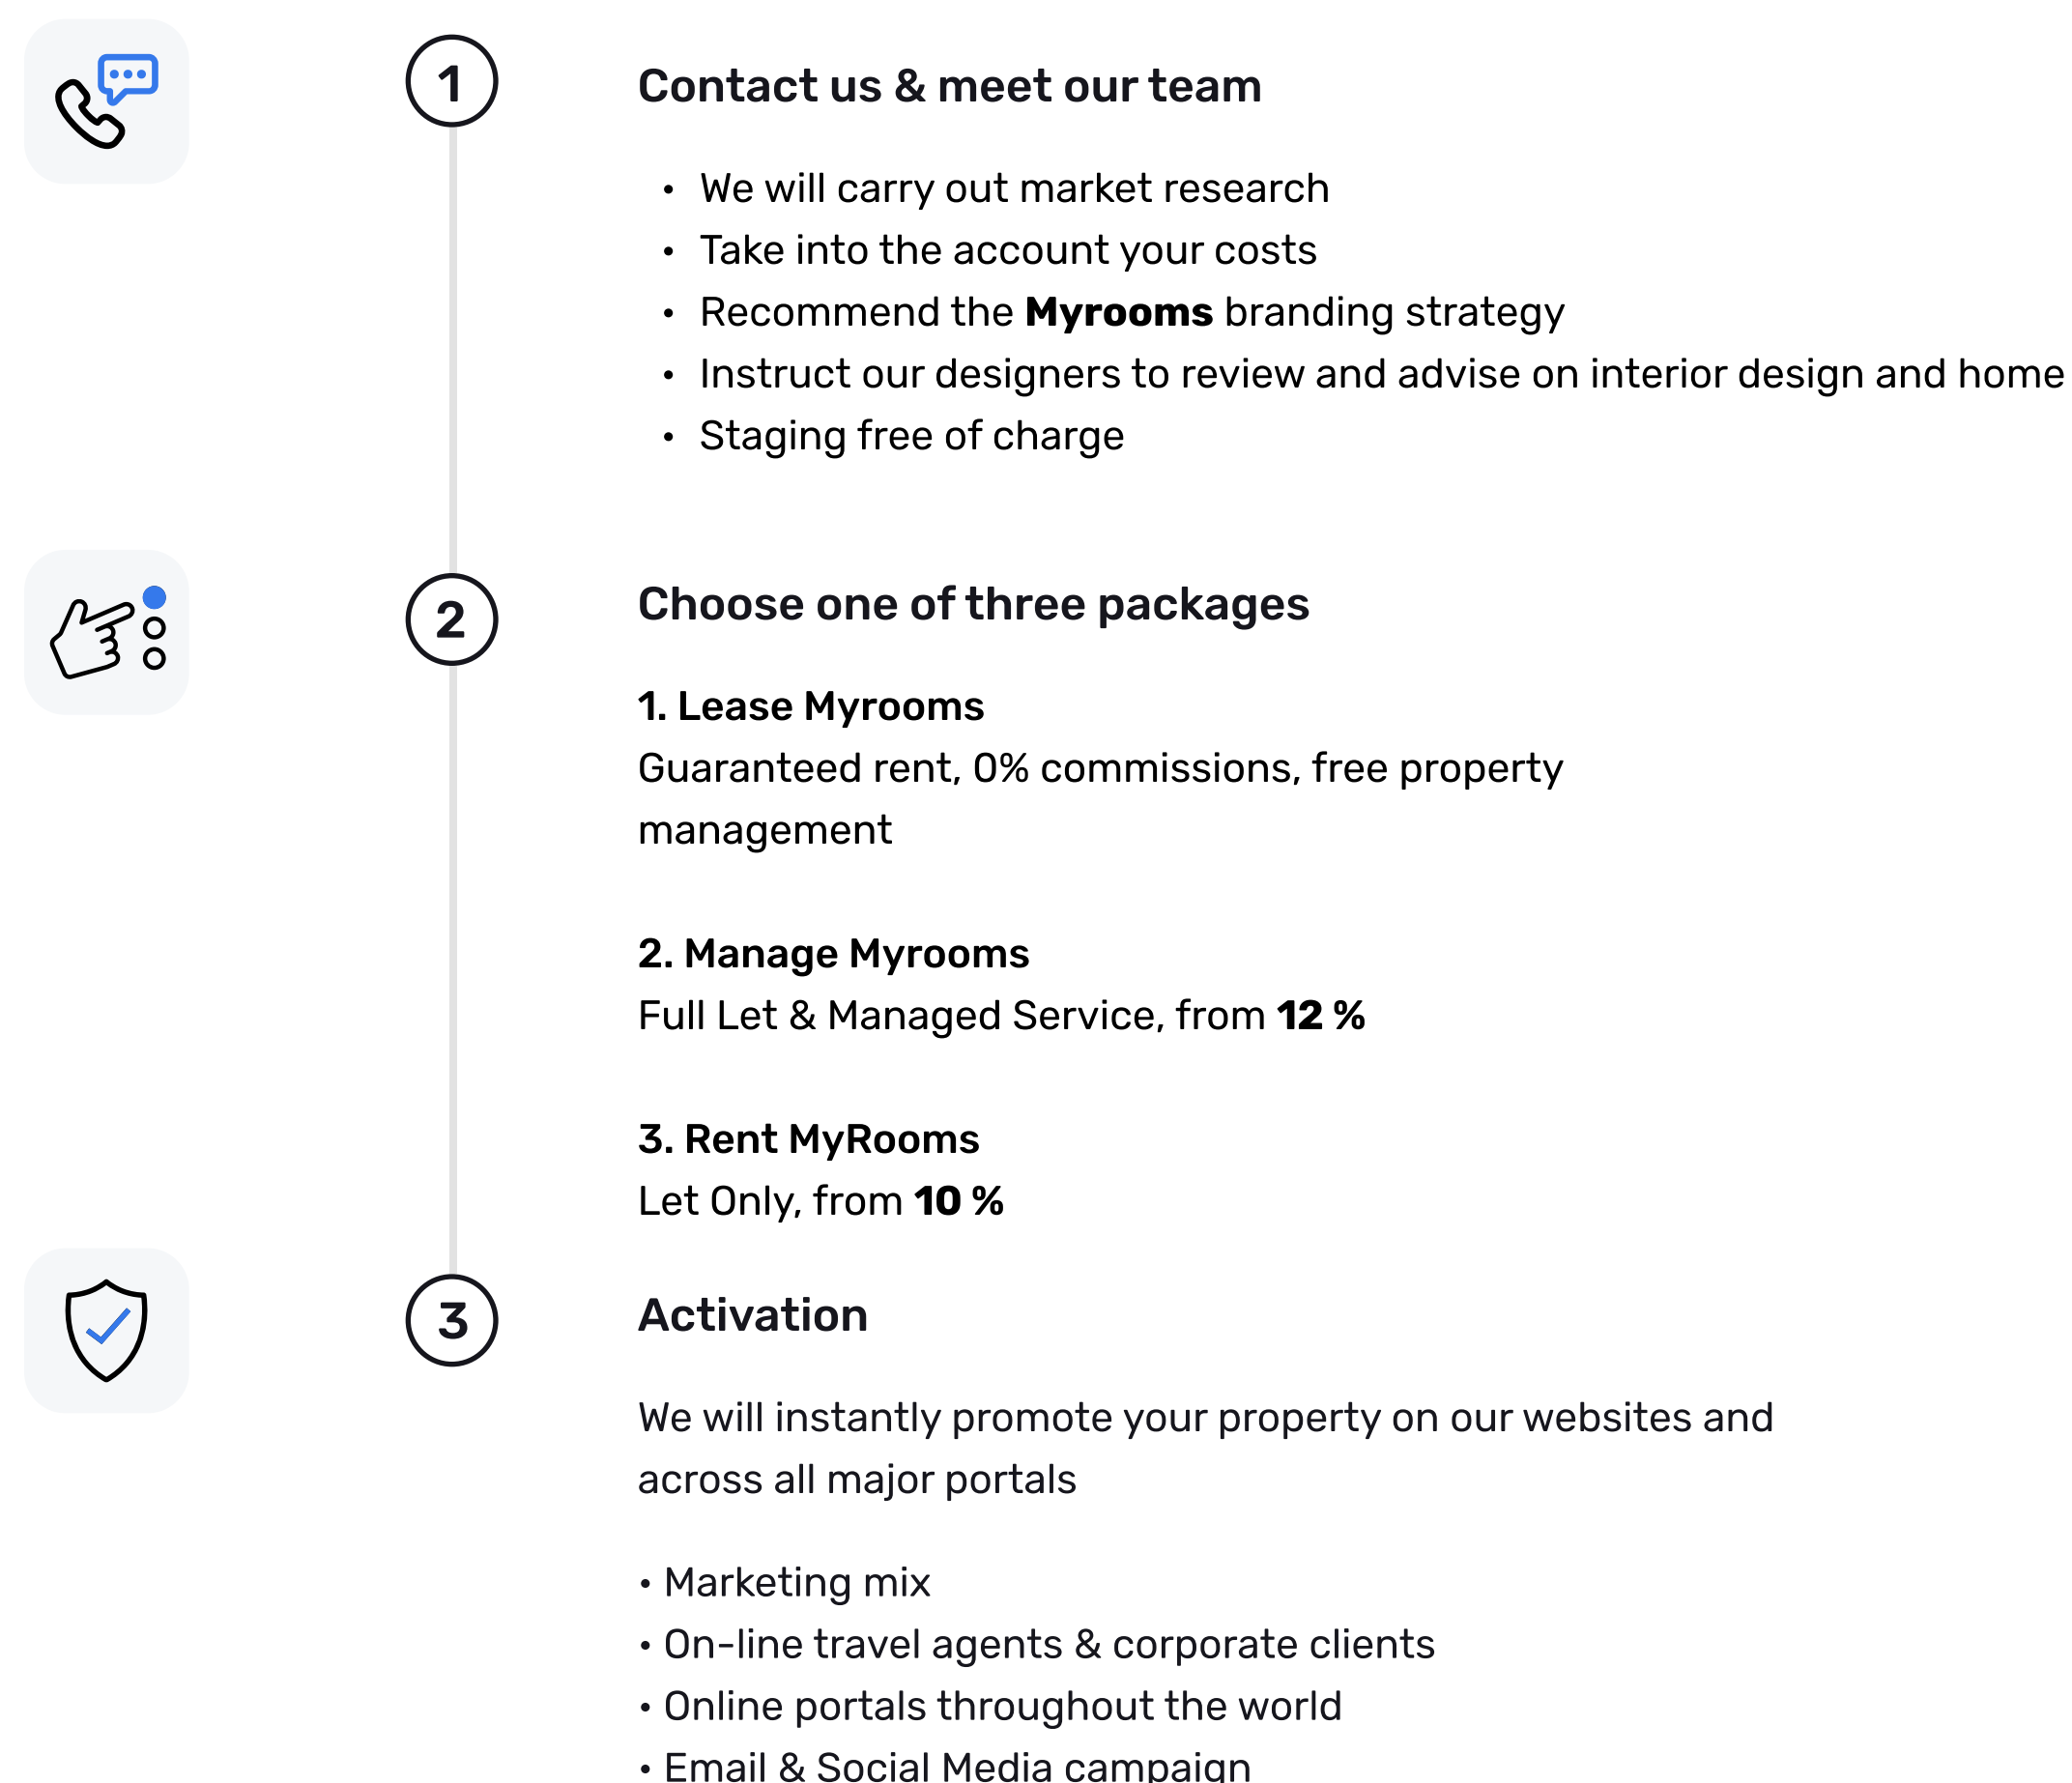 1
Contact us & meet our team
• We will carry out market research
• Take into the account your costs
• Recommend the Myrooms branding strategy
• Instruct our designers to review and advise on interior design and home
• Staging free of charge
2
Choose one of three packages
1. Lease Myrooms
Guaranteed rent, 0% commissions, free property
management
2. Manage Myrooms
Full Let & Managed Service, from 12 %
3. Rent MyRooms
Let Only, from 10 %
3
Activation
We will instantly promote your property on our websites and
across all major portals
• Marketing mix
• On-line travel agents & corporate clients
• Online portals throughout the world
• Email & Social Media campaign